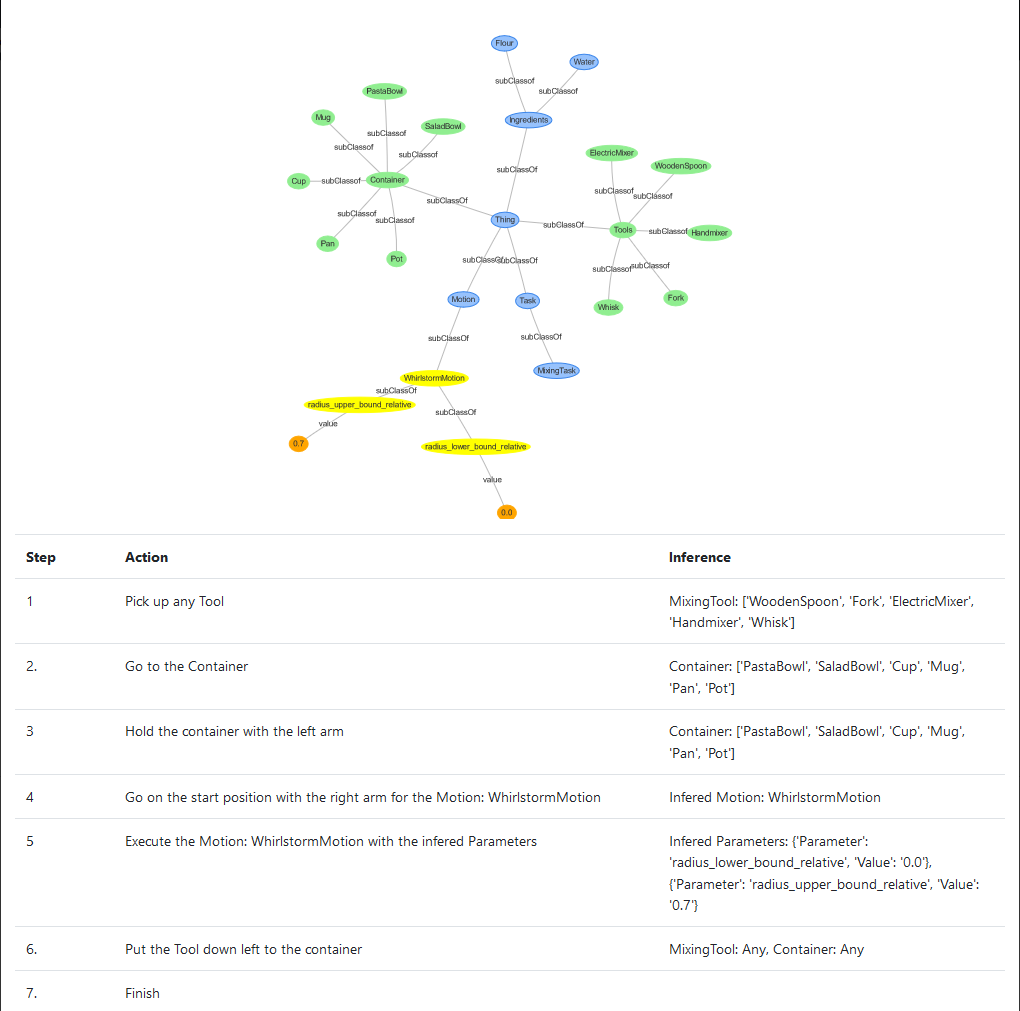 Flour
Water
subClassof
PastaBowl
subClassof
Mug
Ingredients
SaladBowl
subClassof
subClassof
ElectricMixer
subClassof
WoodenSpoon
subClassOf
Cup
subClassof
Container
subClassof
subClassof
subClassOf
subClassof
subClassof
Thing
subClassOf
Tools
subClassof
Handmixer
Pan
Pot
subClassOf
subClassOf
subClassof
subClassof
Motion
Task
Whisk
Fork
subClassOf
subClassOf
MixingTask
WhirlstormMotion
subClassOf
radius_upper_bound_relative
subClassOf
value
0.7
radius_lower_bound_relative
value
0.0
Step Action Inference
1 Pick up any Tool MixingTool: ['WoodenSpoon', 'Fork', 'ElectricMixer',
'Handmixer', 'Whisk']
2. Go to the Container Container: ['PastaBowl', 'SaladBowl', 'Cup', 'Mug',
'Pan', 'Pot']
3 Hold the container with the left arm Container: ['PastaBowl', 'SaladBowl', 'Cup', 'Mug',
'Pan', 'Pot']
4 Go on the start position with the right arm for the Motion: WhirlstormMotion Infered Motion: WhirlstormMotion
5 Execute the Motion: WhirlstormMotion with the infered Parameters Infered Parameters: {'Parameter':
'radius_lower_bound_relative', 'Value': '0.0'},
{'Parameter': 'radius_upper_bound_relative', 'Value':
'0.7'}
6. Put the Tool down left to the container MixingTool: Any, Container: Any
7. Finish